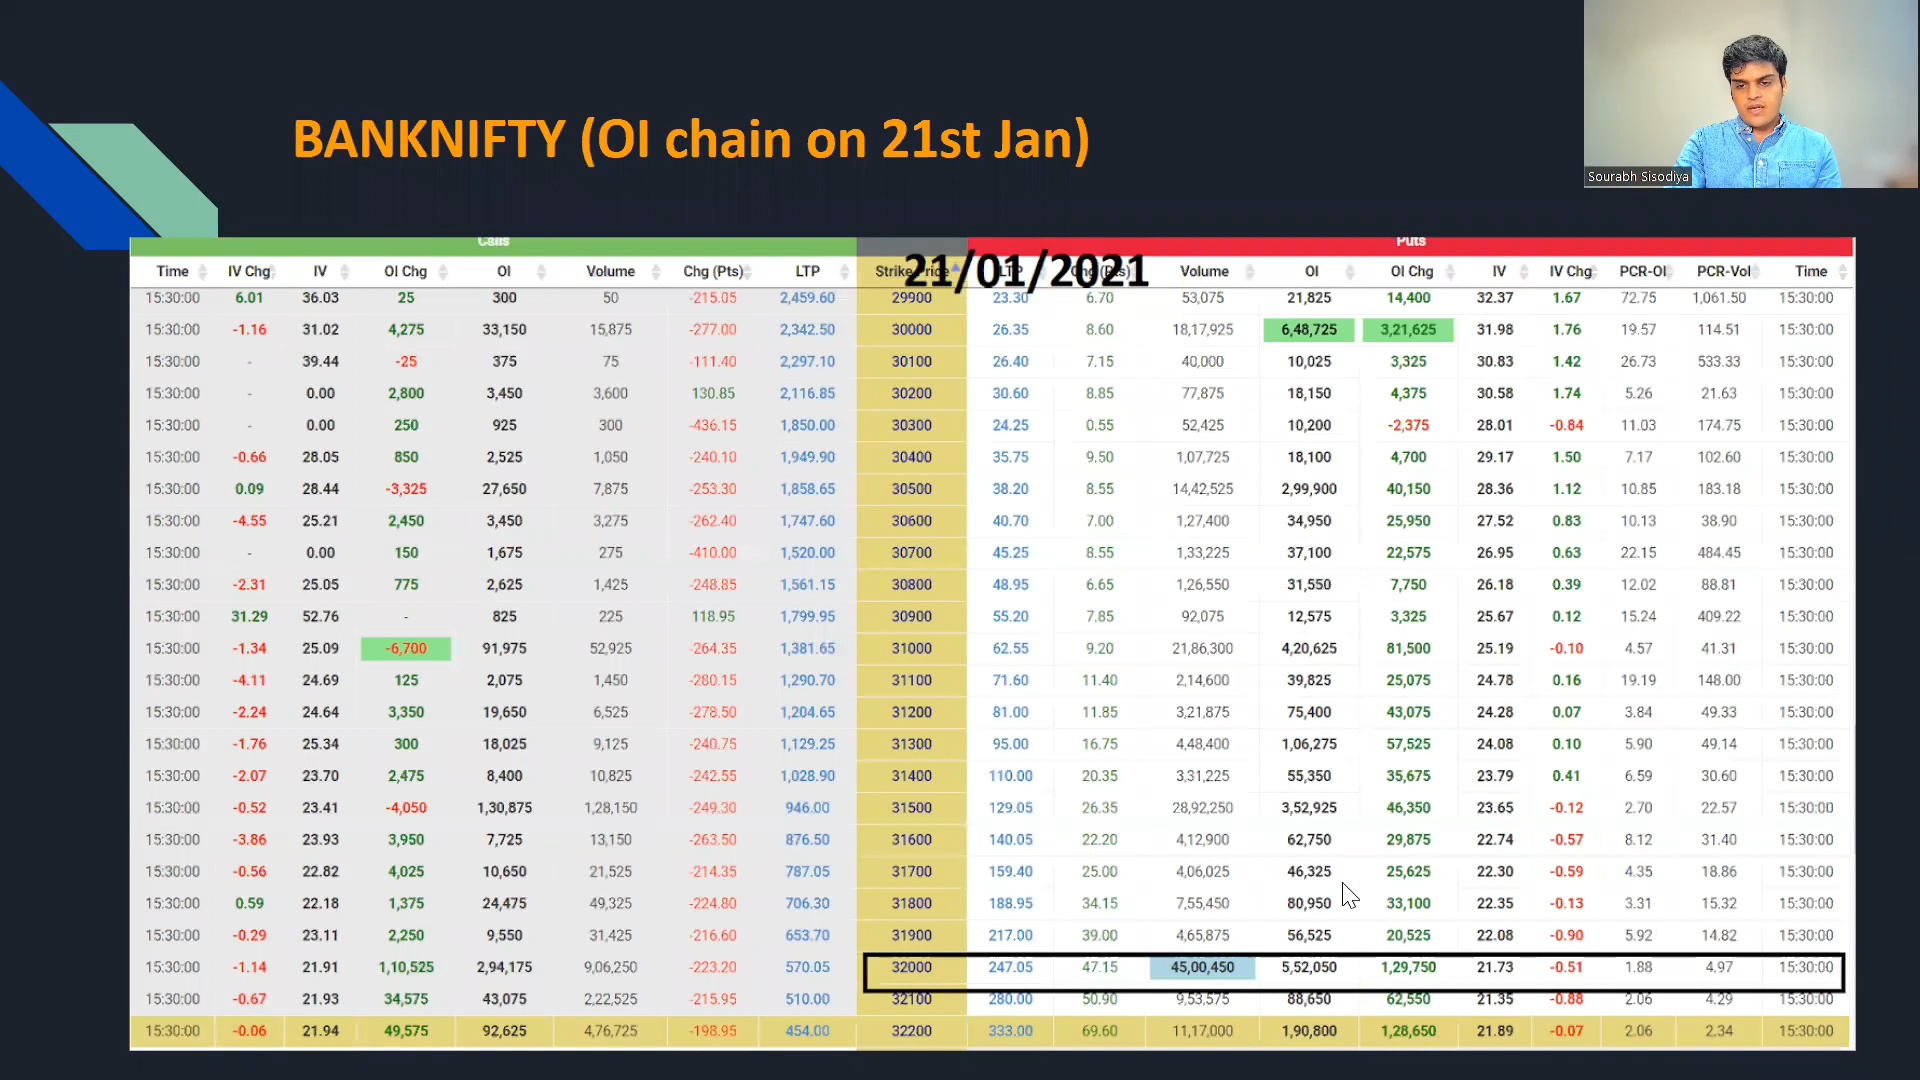 Sourabh Sisodiya
BANKNIFTY (OI chain on 21st Jan)
Calls Puts
21/01/2021
Time IV Chg IV OI Chg OI Volume Chg (Pts) LTP Strike Price LTP Chg (Pts) Volume OI OI Chg IV IV Chg PCR-OI PCR-Vol Time
15:30:00 6.01 36.03 25 300 50 -215.05 2,459.60 29900 23.30 6.70 53,075 21,825 14,400 32.37 1.67 72.75 1,061.50 15:30:00
15:30:00 -1.16 31.02 4,275 33,150 15,875 -277.00 2,342.50 30000 26.35 8.60 18,17,925 6,48,725 3,21,625 31.98 1.76 19.57 114.51 15:30:00
15:30:00 - 39.44 -25 375 75 -111.40 2,297.10 30100 26.40 7.15 40,000 10,025 3,325 30.83 1.42 26.73 533.33 15:30:00
15:30:00 - 0.00 2,800 3,450 3,600 130.85 2,116.85 30200 30.60 8.85 77,875 18,150 4,375 30.58 1.74 5.26 21.63 15:30:00
15:30:00 - 0.00 250 925 300 -436.15 1,850.00 30300 24.25 0.55 52,425 10,200 -2,375 28.01 -0.84 11.03 174.75 15:30:00
15:30:00 -0.66 28.05 850 2,525 1,050 -240.10 1,949.90 30400 35.75 9.50 1,07,725 18,100 4,700 29.17 1.50 7.17 102.60 15:30:00
15:30:00 0.09 28.44 -3,325 27,650 7,875 -253.30 1,858.65 30500 38.20 8.55 14,42,525 2,99,900 40,150 28.36 1.12 10.85 183.18 15:30:00
15:30:00 -4.55 25.21 2,450 3,450 3,275 -262.40 1,747.60 30600 40.70 7.00 1,27,400 34,950 25,950 27.52 0.83 10.13 38.90 15:30:00
15:30:00 - 0.00 150 1,675 275 -410.00 1,520.00 30700 45.25 8.55 1,33,225 37,100 22,575 26.95 0.63 22.15 484.45 15:30:00
15:30:00 -2.31 25.05 775 2,625 1,425 -248.85 1,561.15 30800 48.95 6.65 1,26,550 31,550 7,750 26.18 0.39 12.02 88.81 15:30:00
15:30:00 31.29 52.76 - 825 225 118.95 1,799.95 30900 55.20 7.85 92,075 12,575 3,325 25.67 0.12 15.24 409.22 15:30:00
15:30:00 -1.34 25.09 -6,700 91,975 52,925 -264.35 1,381.65 31000 62.55 9.20 21,86,300 4,20,625 81,500 25.19 -0.10 4.57 41.31 15:30:00
15:30:00 -4.11 24.69 125 2,075 1,450 -280.15 1,290.70 31100 71.60 11.40 2,14,600 39,825 25,075 24.78 0.16 19.19 148.00 15:30:00
15:30:00 -2.24 24.64 3,350 19,650 6,525 -278.50 1,204.65 31200 81.00 11.85 3,21,875 75,400 43,075 24.28 0.07 3.84 49.33 15:30:00
15:30:00 -1.76 25.34 300 18,025 9,125 -240.75 1,129.25 31300 95.00 16.75 4,48,400 1,06,275 57,525 24.08 0.10 5.90 49.14 15:30:00
15:30:00 -2.07 23.70 2,475 8,400 10,825 -242.55 1,028.90 31400 110.00 20.35 3,31,225 55,350 35,675 23.79 0.41 6.59 30.60 15:30:00
15:30:00 -0.52 23.41 -4,050 1,30,875 1,28,150 -249.30 946.00 31500 129.05 26.35 28,92,250 3,52,925 46,350 23.65 -0.12 2.70 22.57 15:30:00
15:30:00 -3.86 23.93 3,950 7,725 13,150 -263.50 876.50 31600 140.05 22.20 4,12,900 62,750 29,875 22.74 -0.57 8.12 31.40 15:30:00
15:30:00 -0.56 22.82 4,025 10,650 21,525 -214.35 787.05 31700 159.40 25.00 4,06,025 46,325 25,625 22.30 -0.59 4.35 18.86 15:30:00
15:30:00 0.59 22.18 1,375 24,475 49,325 -224.80 706.30 31800 188.95 34.15 7,55,450 80,950 33,100 22.35 -0.13 3.31 15.32 15:30:00
15:30:00 -0.29 23.11 2,250 9,550 31,425 -216.60 653.70 31900 217.00 39.00 4,65,875 56,525 20,525 22.08 -0.90 5.92 14.82 15:30:00
15:30:00 -1.14 21.91 1,10,525 2,94,175 9,06,250 -223.20 570.05 32000 247.05 47.15 45,00,450 5,52,050 1,29,750 21.73 -0.51 1.88 4.97 15:30:00
15:30:00 -0.67 21.93 34,575 43,075 2,22,525 -215.95 510.00 32100 280.00 50.90 9,53,575 88,650 62,550 21.35 -0.88 2.06 4.29 15:30:00
15:30:00 -0.06 21.94 49,575 92,625 4,76,725 -198.95 454.00 32200 333.00 69.60 11,17,000 1,90,800 1,28,650 21.89 -0.07 2.06 2.34 15:30:00